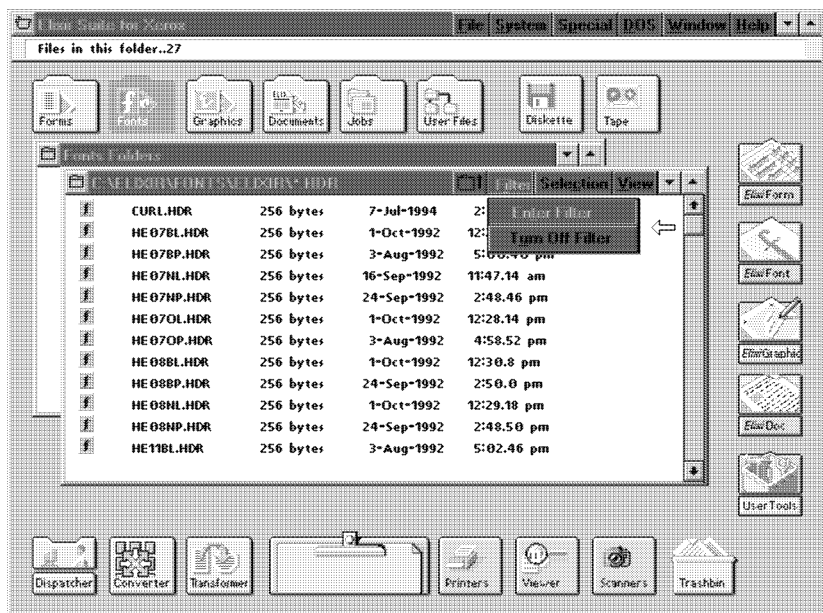 Elixir Suite for Xerox File System Special DOS Window Help
Files in this folder..27
Forms Fonts Graphics Documents Jobs User Files Diskette Tape
Fonts Folders
C:\ELIXIR\FONTS\ELIXIR\*.HDR Filter Selection View
Enter Filter
Turn Off Filter
CURL.HDR 256 bytes 7-Jul-1994 2:
HE07BL.HDR 256 bytes 1-Oct-1992 12:
HE07BP.HDR 256 bytes 3-Aug-1992 pm
HE07NL.HDR 256 bytes 16-Sep-1992 11:47.14 am
HE07NP.HDR 256 bytes 24-Sep-1992 2:48.46 pm
HE07OL.HDR 256 bytes 1-Oct-1992 12:28.14 pm
HE07OP.HDR 256 bytes 3-Aug-1992 4:58.52 pm
HE08BL.HDR 256 bytes 1-Oct-1992 12:30.8 pm
HE08BP.HDR 256 bytes 24-Sep-1992 2:50.0 pm
HE08NL.HDR 256 bytes 1-Oct-1992 12:29.18 pm
HE08NP.HDR 256 bytes 24-Sep-1992 2:48.50 pm
HE11BL.HDR 256 bytes 3-Aug-1992 5:02.46 pm
ElixiForm
ElixiFont
ElixiGraphic
ElixiDoc
User Tools
Dispatcher Converter Transformer Printers Viewer Scanners Trashbin